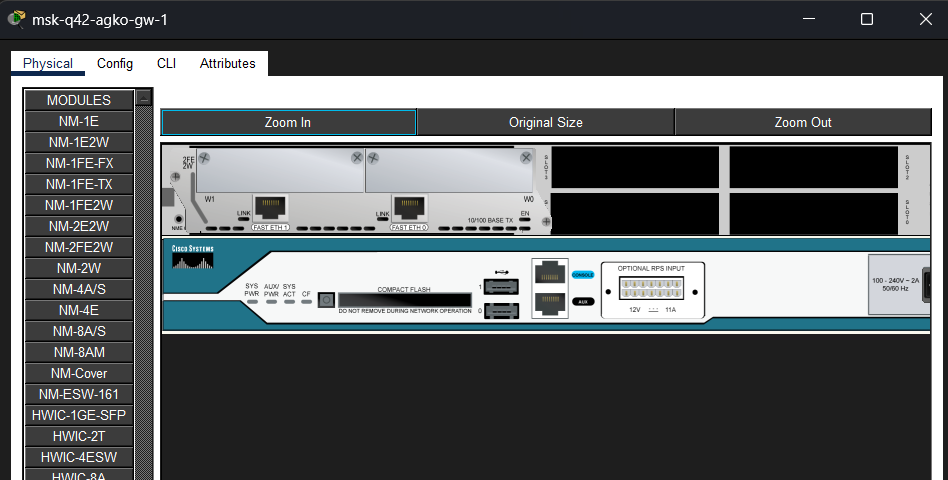 msk-q42-agko-gw-1
Physical Config CLI Attributes
MODULES
NM-1E
NM-1E2W
NM-1FE-FX
NM-1FE-TX
NM-1FE2W
NM-2E2W
NM-2FE2W
NM-2W
NM-4A/S
NM-4E
NM-8A/S
NM-8AM
NM-Cover
NM-ESW-161
HWIC-1GE-SFP
HWIC-2T
HWIC-4ESW
HWIC-8A
Zoom In Original Size Zoom Out
2FE
2W
W1 W0
LINK LINK EN
NME
FAST ETH 1 FAST ETH 0 10/100 BASE TX
SLOT3 SLOT2
SLOT
CISCO SYSTEMS
SYS PWR
AUX/ PWR
SYS ACT
CF
COMPACT FLASH
DO NOT REMOVE DURING NETWORK OPERATION
1
0
CONSOLE
AUX
OPTIONAL RPS INPUT
12V 11A
100 - 240V ~ 2A
50/60 Hz